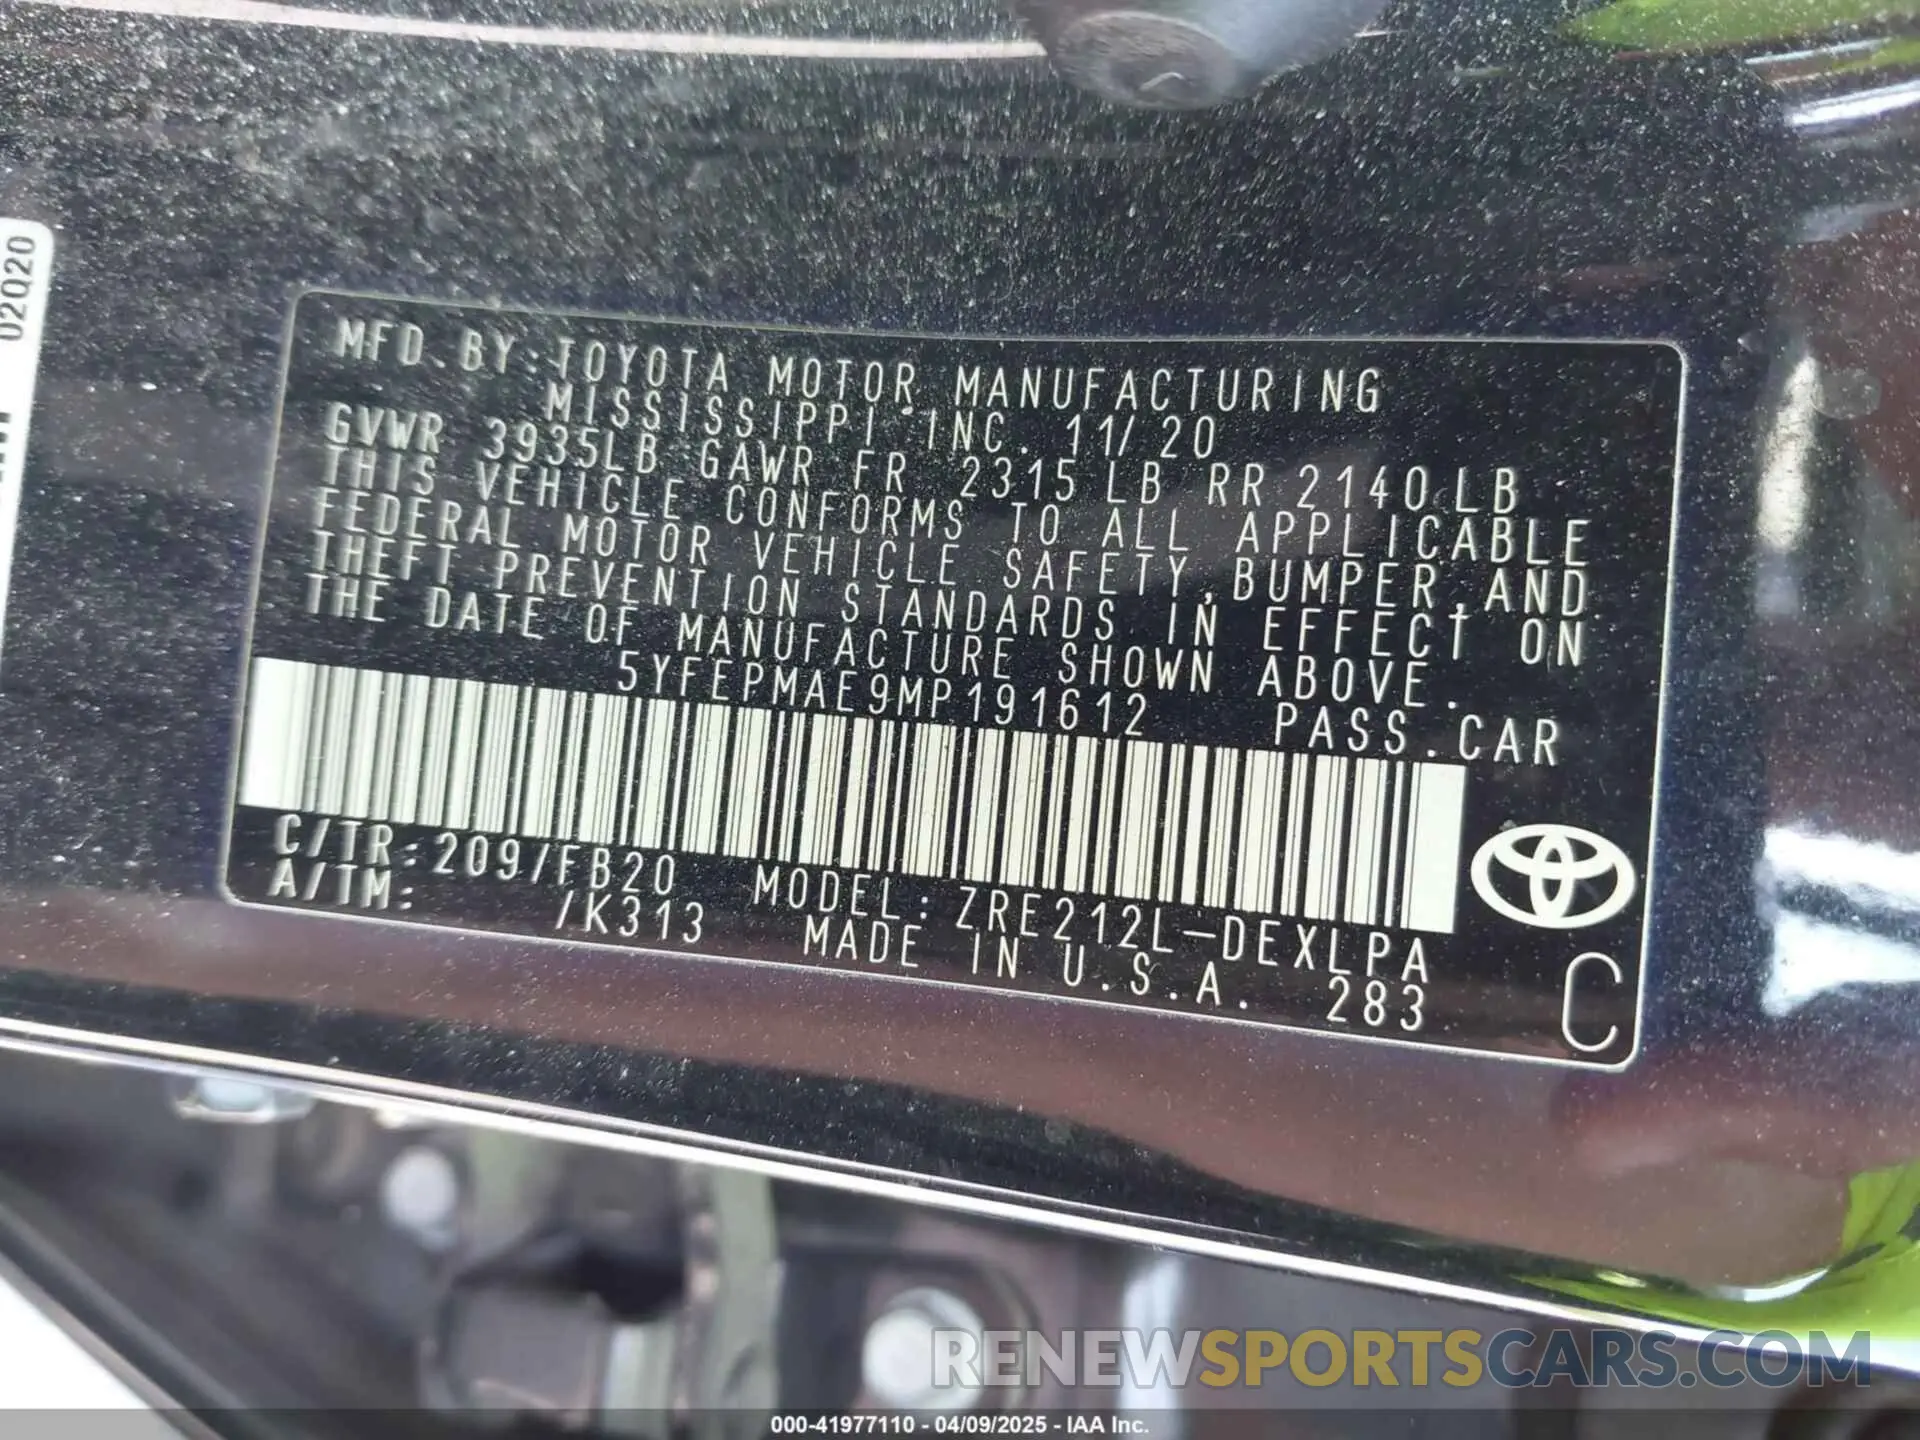 02Q20
MFD.BY:TOYOTA MOTOR MANUFACTURING
MISSISSIPPI,INC. 11/20
GVWR 3935LB GAWR FR 2315LB RR 2140LB
THIS VEHICLE CONFORMS TO ALL APPLICABLE
FEDERAL MOTOR VEHICLE SAFETY,BUMPER,AND
THEFT PREVENTION STANDARDS IN EFFECT ON
THE DATE OF MANUFACTURE SHOWN ABOVE.
5YFEPMAE9MP191612 PASS.CAR
C/TR:209/FB20 MODEL:ZRE212L-DEXLPA
A/TM: /K313 MADE IN U.S.A. 283
C
RENEWSPORTSCARS.COM
000-41977110 - 04/09/2025 - IAA Inc.